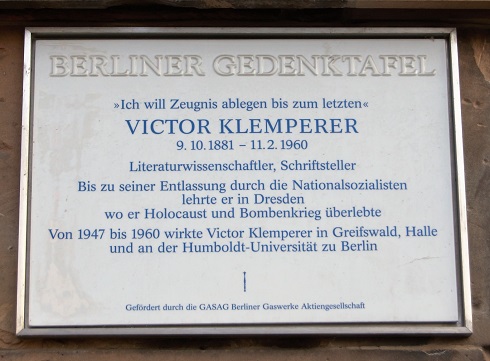 BERLINER GEDENKTAFEL
»Ich will Zeugnis ablegen bis zum letzten«
VICTOR KLEMPERER
9. 10. 1881 – 11. 2. 1960
Literaturwissenschaftler, Schriftsteller
Bis zu seiner Entlassung durch die Nationalsozialisten
lehrte er in Dresden
wo er Holocaust und Bombenkrieg überlebte
Von 1947 bis 1960 wirkte Victor Klemperer in Greifswald, Halle
und an der Humboldt-Universität zu Berlin
Gefördert durch die GASAG Berliner Gaswerke Aktiengesellschaft